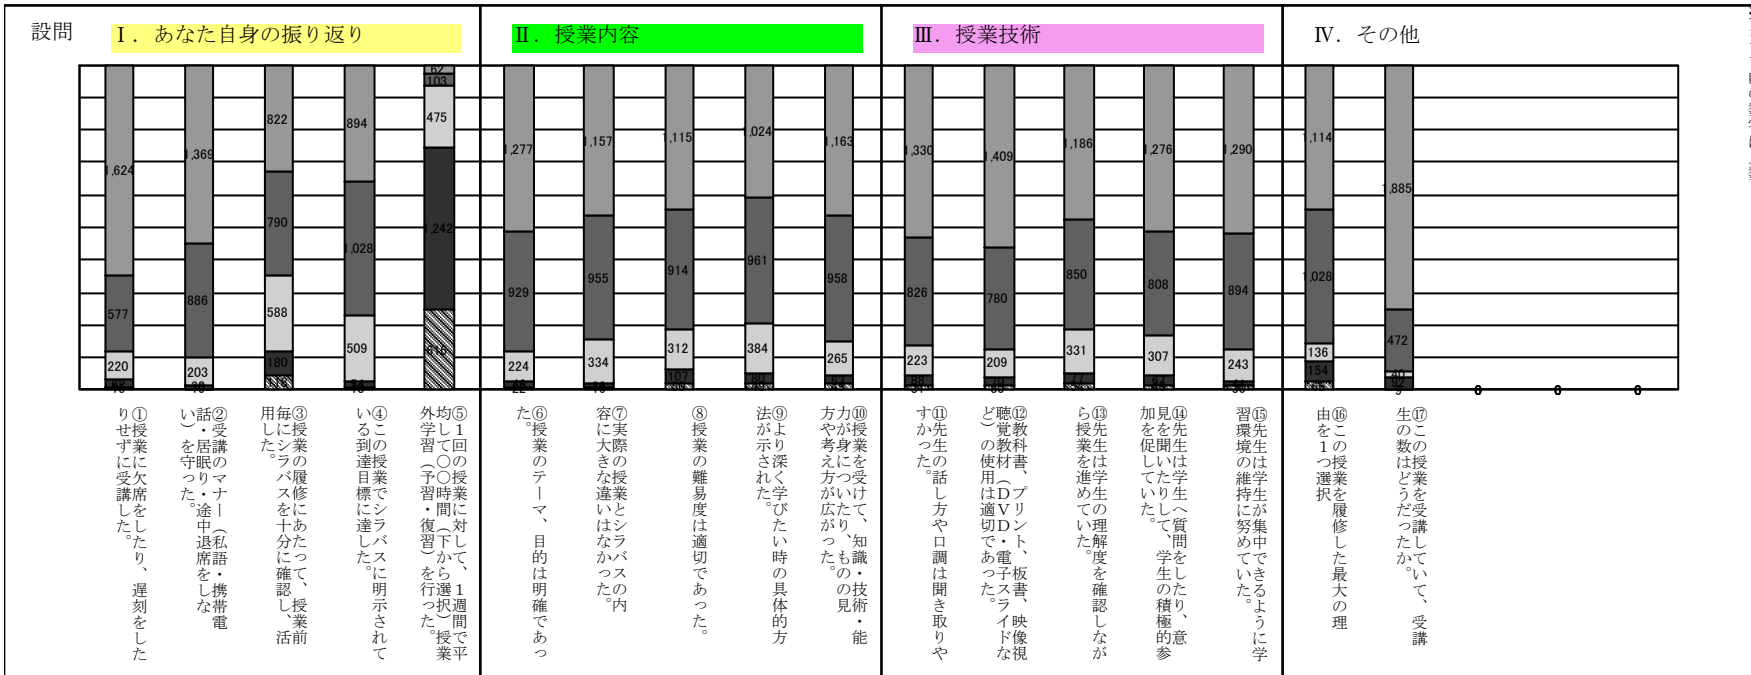 設問
Ⅰ．あなた自身の振り返り
Ⅱ．授業内容
Ⅲ．授業技術
Ⅳ．その他
1,624
577
220
1,369
886
203
822
790
588
180
116
894
1,028
509
62
103
475
1,242
616
1,277
929
224
22
1,157
955
334
1,115
914
312
107
1,024
961
384
80
1,163
958
265
1,330
826
223
88
31
1,409
780
209
1,186
850
331
77
1,276
808
307
1,290
894
243
1,114
1,028
136
154
1,885
472
40
92
9
0
0
0
①授業に欠席をしたり、遅刻をした
りせずに受講した。
②受講のマナー（私語・携帯電
話・居眠り・途中退席をしな
い）を守った。
③授業の履修にあたって、授業前
毎にシラバスを十分に確認し、活
用した。
④この授業でシラバスに明示されて
いる到達目標に達した。
⑤１回の授業に対して、１週間で平
均して〇〇時間（下から選択）授業
外学習（予習・復習）を行った。
⑥授業のテーマ、目的は明確であっ
た。
⑦実際の授業とシラバスの内
容に大きな違いはなかった。
⑧授業の難易度は適切であった。
⑨より深く学びたい時の具体的方
法が示された。
⑩授業を受けて、知識・技術・能
力が身についたり、ものの見
方や考え方が広がった。
⑪先生の話し方や口調は聞き取りや
すかった。
⑫教科書、プリント、板書、映像視
聴覚教材（ＤＶＤ・電子スライドな
ど）の使用は適切であった。
⑬先生は学生の理解度を確認しなが
ら授業を進めていた。
⑭先生は学生へ質問をしたり、意
見を聞いたりして、学生の積極的参
加を促していた。
⑮先生は学生が集中できるように学
習環境の維持に努めていた。
⑯この授業を履修した最大の理
由を１つ選択
⑰この授業を受講していて、受講
生の数はどうだったか。